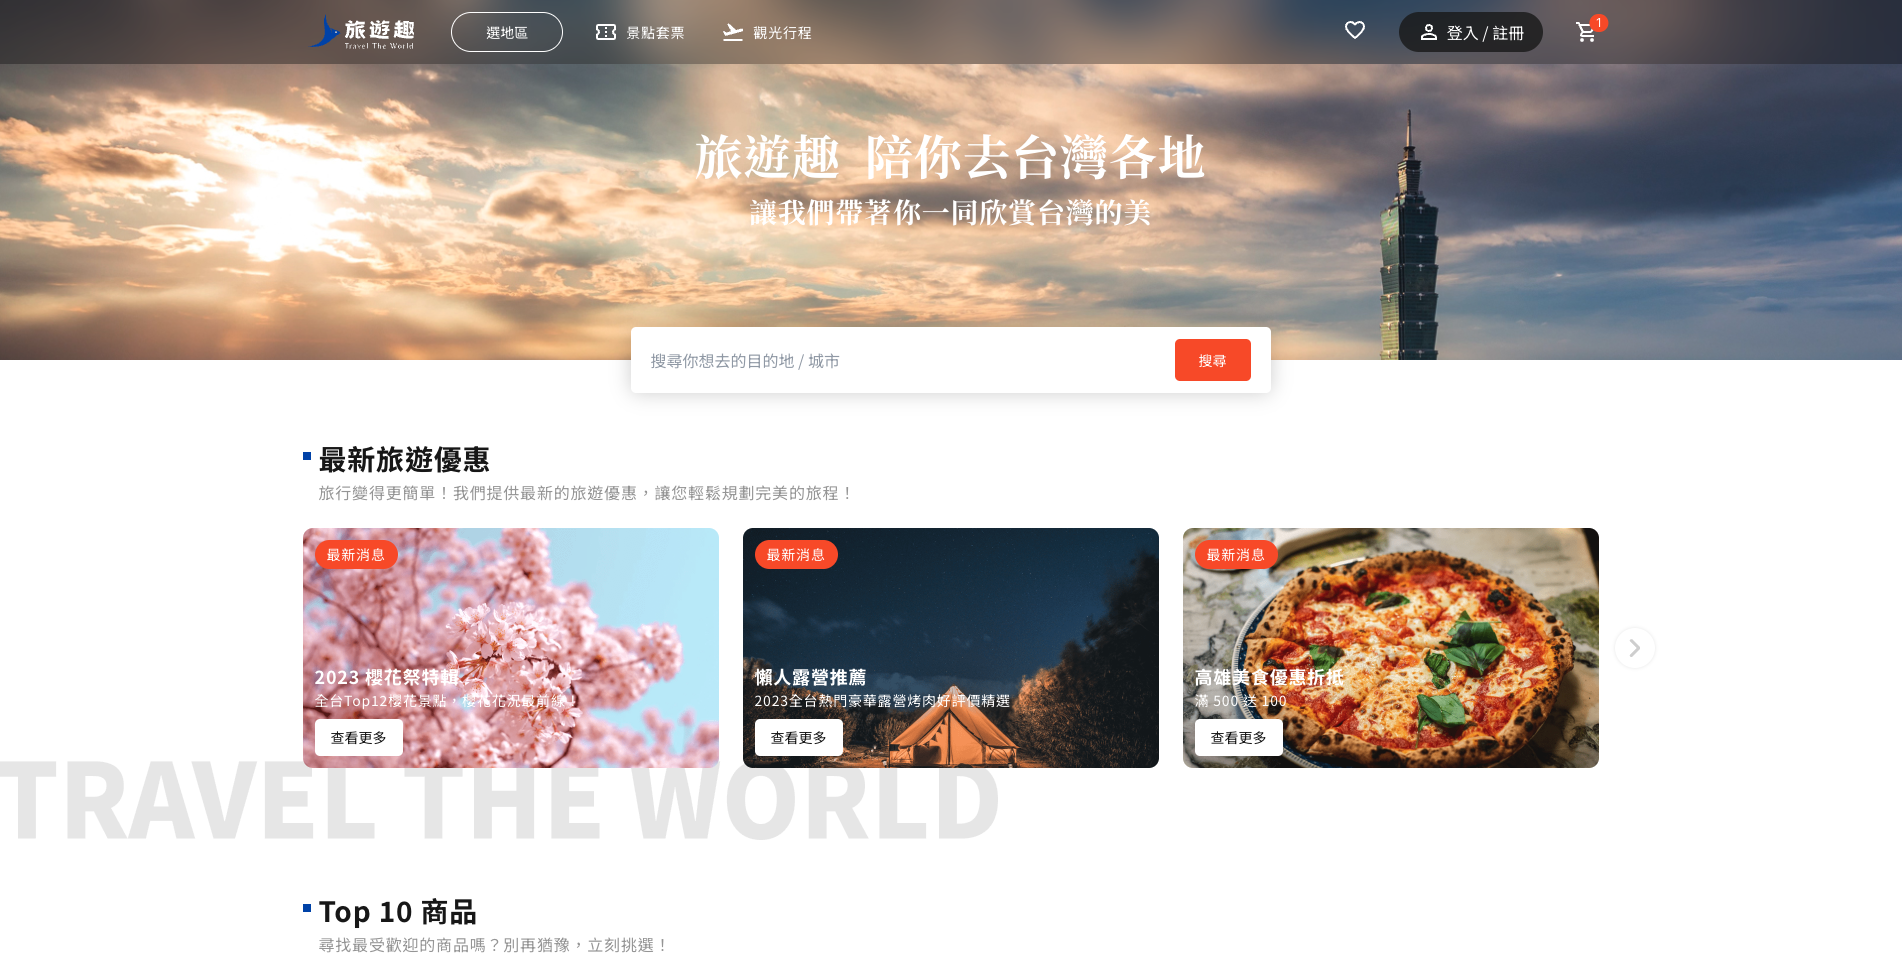 旅遊趣
Travel The World
選地區
景點套票
觀光行程
登入 / 註冊
1
旅遊趣 陪你去台灣各地
讓我們帶著你一同欣賞台灣的美
搜尋你想去的目的地 / 城市
搜尋
最新旅遊優惠
旅行變得更簡單！我們提供最新的旅遊優惠，讓您輕鬆規劃完美的旅程！
最新消息
2023 櫻花祭特輯
全台Top12櫻花景點，櫻花花況最前線！
查看更多
最新消息
懶人露營推薦
2023全台熱門豪華露營烤肉好評價精選
查看更多
最新消息
高雄美食優惠折抵
滿 500 送 100
查看更多
TRAVEL THE WORLD
Top 10 商品
尋找最受歡迎的商品嗎？別再猶豫，立刻挑選！